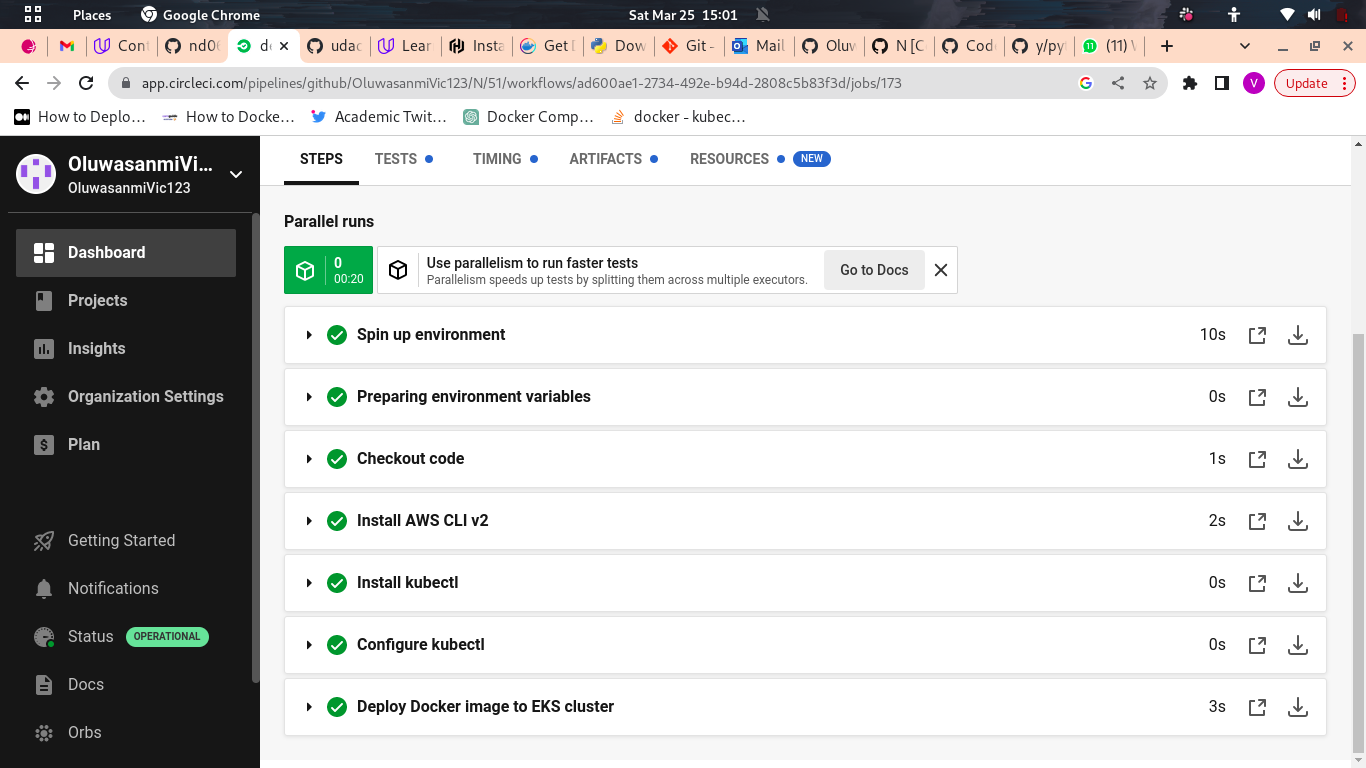 Places
Google Chrome
Sat Mar 25 15:01
Cont
nd0
de
udac
Lear
Insta
Get
Dow
Git -
Mail
Oluw
N [C
Code
y/pyt
(11)
app.circleci.com/pipelines/github/OluwasanmiVic123/N/51/workflows/ad600ae1-2734-492e-b94d-2808c5b83f3d/jobs/173
V
Update
How to Deplo…
How to Docke…
Academic Twit…
Docker Comp…
docker - kubec…
OluwasanmiVi...
OluwasanmiVic123
Dashboard
Projects
Insights
Organization Settings
Plan
Getting Started
Notifications
Status OPERATIONAL
Docs
Orbs
STEPS
TESTS
TIMING
ARTIFACTS
RESOURCES
NEW
Parallel runs
0
00:20
Use parallelism to run faster tests
Parallelism speeds up tests by splitting them across multiple executors.
Go to Docs
Spin up environment 10s
Preparing environment variables 0s
Checkout code 1s
Install AWS CLI v2 2s
Install kubectl 0s
Configure kubectl 0s
Deploy Docker image to EKS cluster 3s